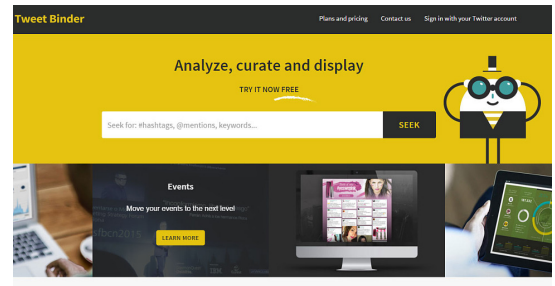 Tweet Binder
Plans and pricing Contact us Sign in with your Twitter account
Analyze, curate and display
TRY IT NOW FREE
Seek for: #hashtags, @mentions, keywords...
SEEK
Events
Move your events to the next level
LEARN MORE
sfbch2015